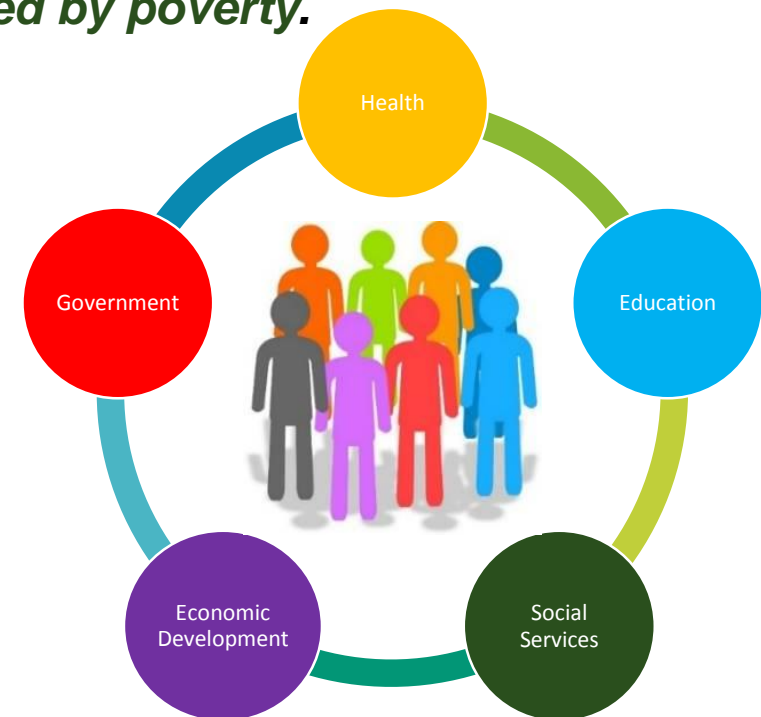 ed by poverty.
Health
Government
Education
Economic
Development
Social
Services